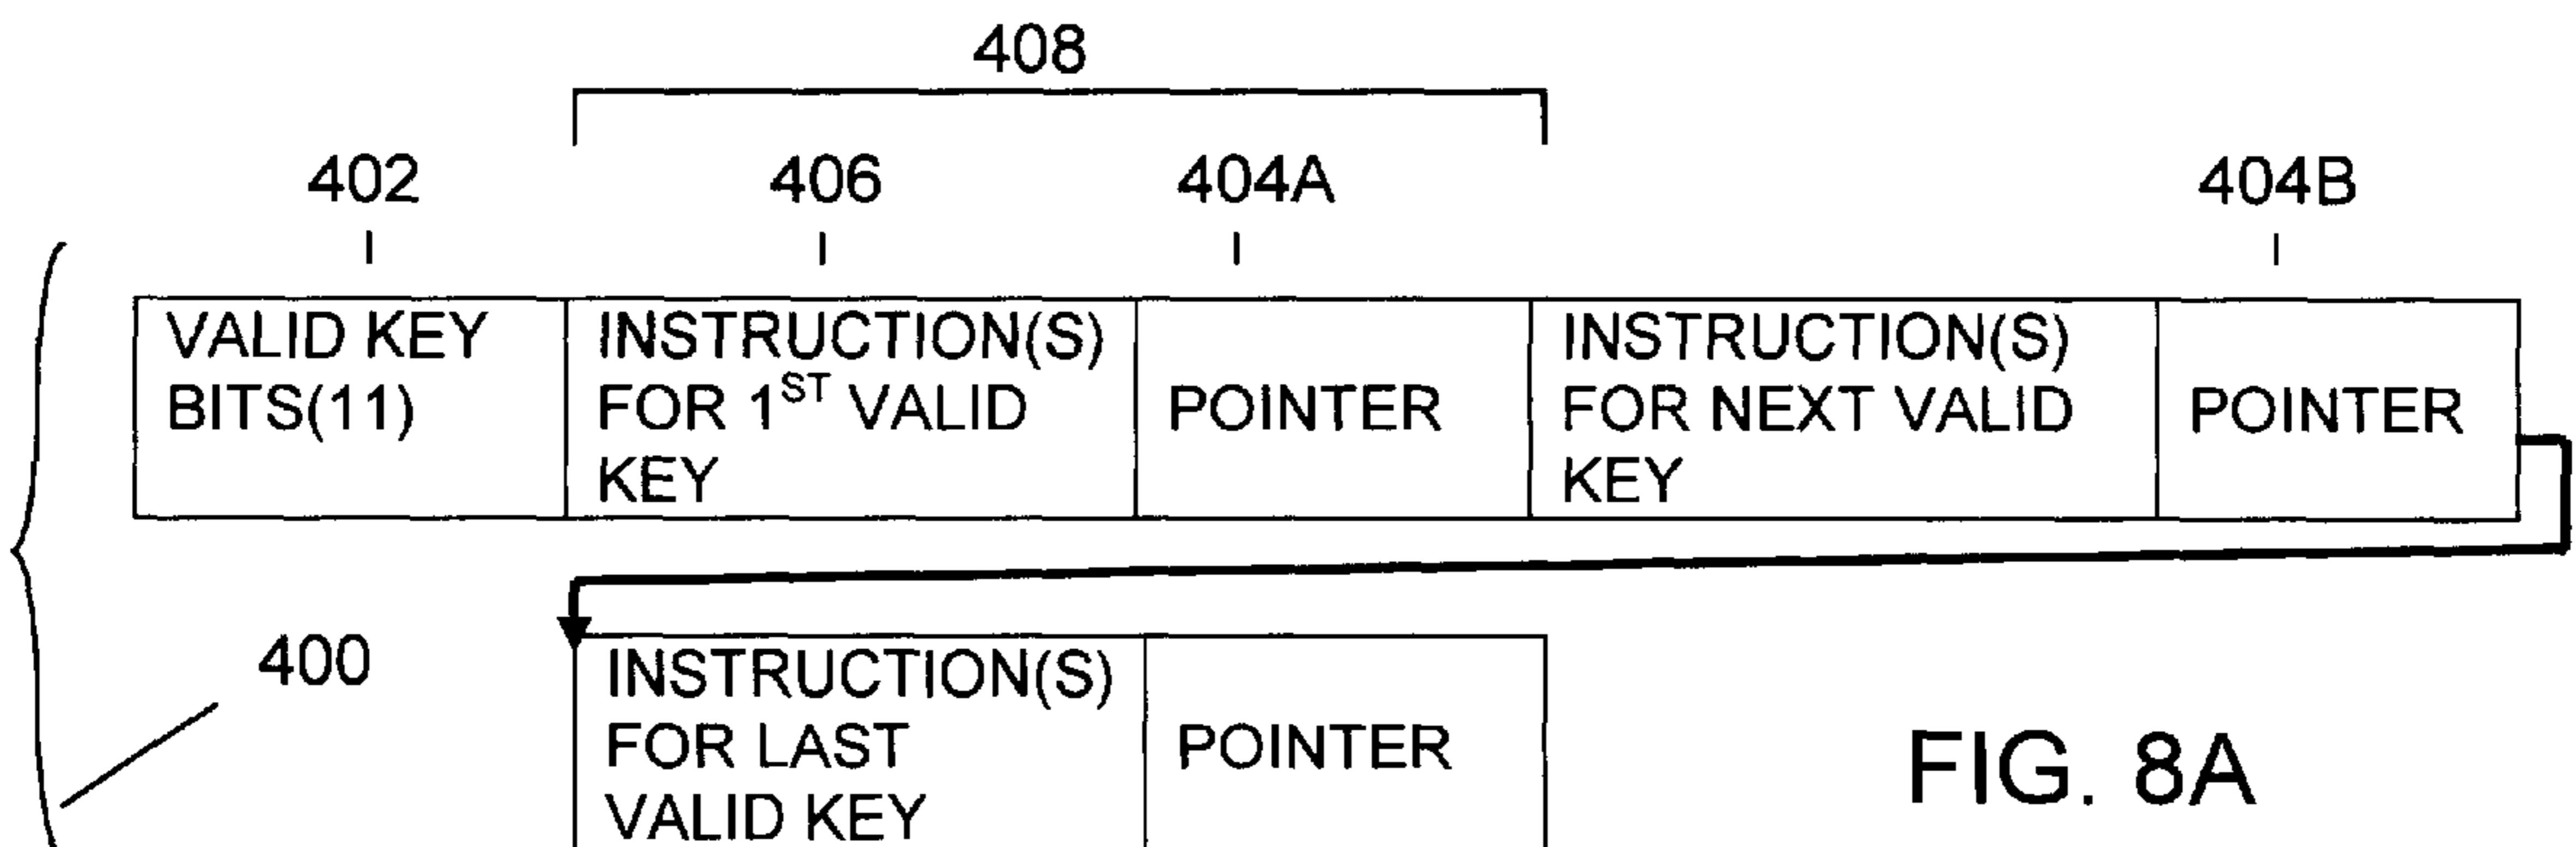 408
402 406 404A 404B
VALID KEY
BITS(11)
INSTRUCTION(S)
FOR 1ST VALID
KEY
POINTER
INSTRUCTION(S)
FOR NEXT VALID
KEY
POINTER
400
INSTRUCTION(S)
FOR LAST
VALID KEY
POINTER
FIG. 8A